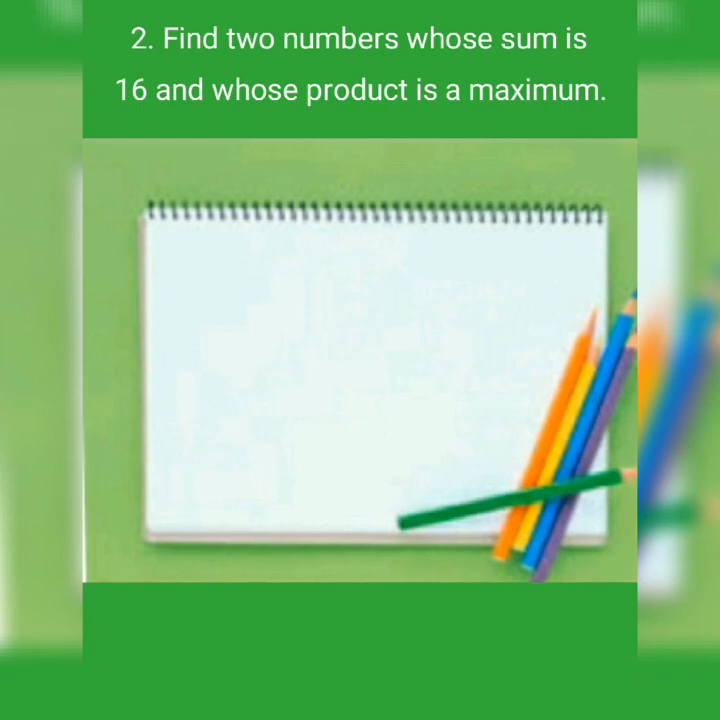 2. Find two numbers whose sum is
16 and whose product is a maximum.